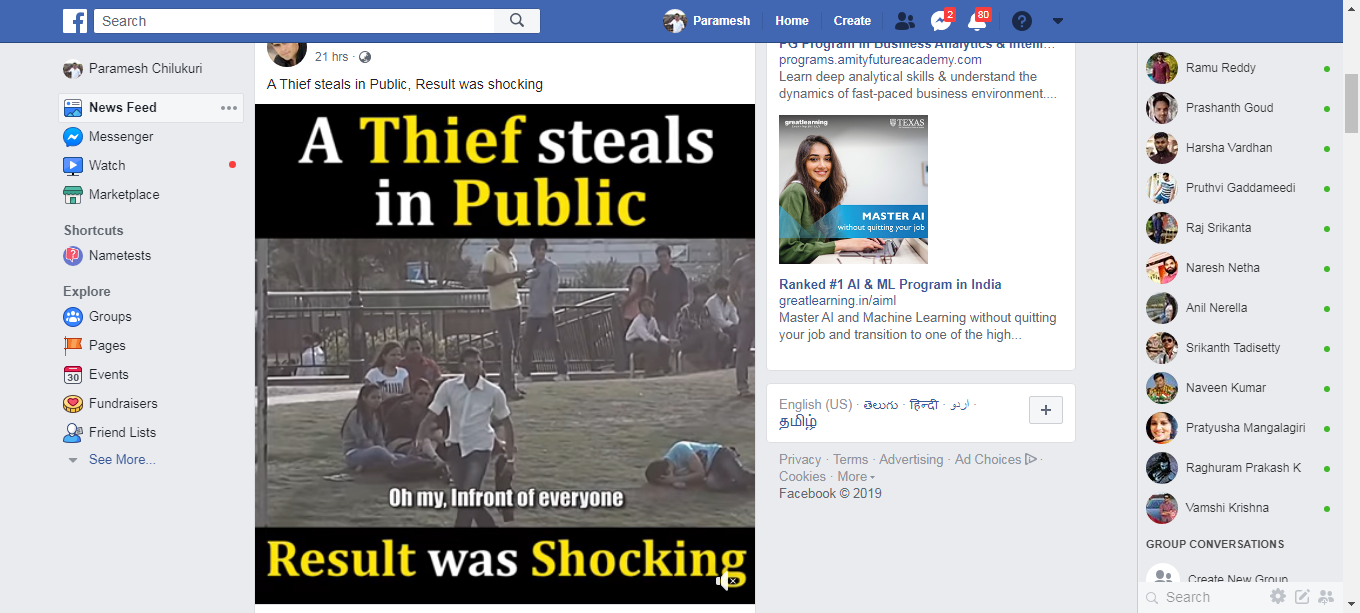 Search
Paramesh
Home
Create
2
80
Paramesh Chilukuri
News Feed
Messenger
Watch
Marketplace
Shortcuts
Nametests
Explore
Groups
Pages
30
Events
Fundraisers
Friend Lists
See More...
21 hrs ·
A Thief steals in Public, Result was shocking
A Thief steals
in Public
Oh my, Infront of everyone
Result was Shocking
PG Program in Business Analytics & Intelli...
programs.amityfutureacademy.com
Learn deep analytical skills & understand the
dynamics of fast-paced business environment....
greatlearning
TEXAS
MASTER AI
without quitting your job
Ranked #1 AI & ML Program in India
greatlearning.in/aiml
Master AI and Machine Learning without quitting
your job and transition to one of the high...
English (US) · తెలుగు · हिन्दी · اردو ·
தமிழ்
+
Privacy · Terms · Advertising · Ad Choices ·
Cookies · More
Facebook © 2019
Ramu Reddy
Prashanth Goud
Harsha Vardhan
Pruthvi Gaddameedi
Raj Srikanta
Naresh Netha
Anil Nerella
Srikanth Tadisetty
Naveen Kumar
Pratyusha Mangalagiri
Raghuram Prakash K
Vamshi Krishna
GROUP CONVERSATIONS
Create New Group
Search